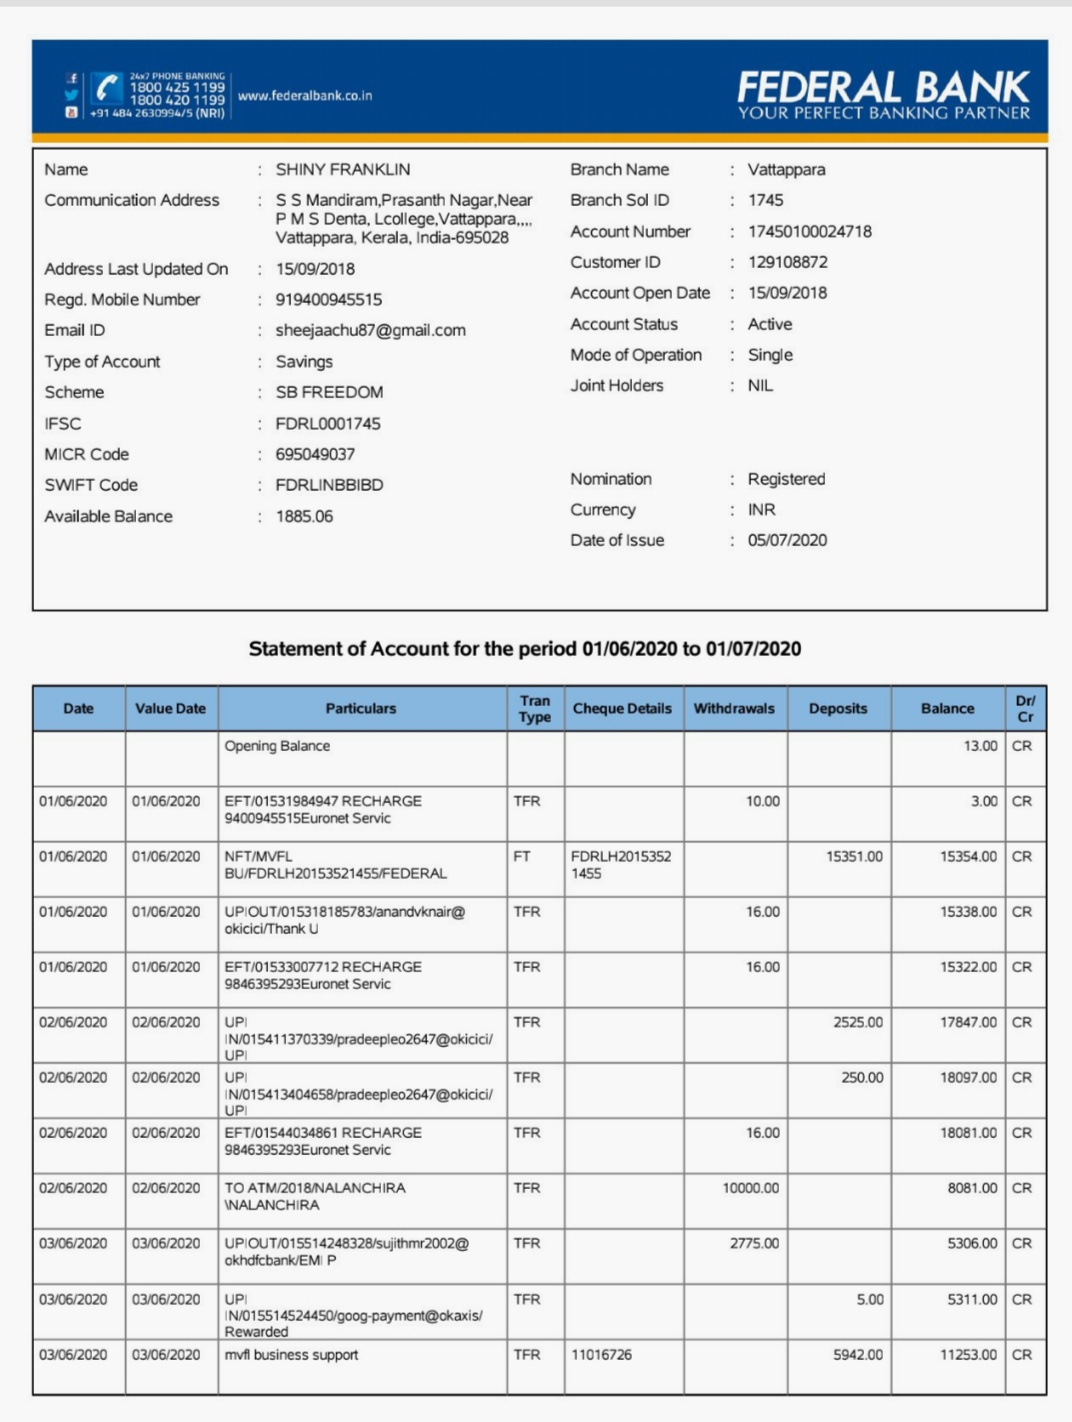 24x7 PHONE BANKING
1800 425 1199
1800 420 1199
+91 484 2630994/5 (NRI)
www.federalbank.co.in
FEDERAL BANK
YOUR PERFECT BANKING PARTNER
Name : SHINY FRANKLIN
Communication Address : S S Mandiram,Prasanth Nagar,Near
P M S Denta, Lcollege,Vattappara,,,,
Vattappara, Kerala, India-695028
Address Last Updated On : 15/09/2018
Regd. Mobile Number : 919400945515
Email ID : sheejaachu87@gmail.com
Type of Account : Savings
Scheme : SB FREEDOM
IFSC : FDRL0001745
MICR Code : 695049037
SWIFT Code : FDRLINBBIBD
Available Balance : 1885.06
Branch Name : Vattappara
Branch Sol ID : 1745
Account Number : 17450100024718
Customer ID : 129108872
Account Open Date : 15/09/2018
Account Status : Active
Mode of Operation : Single
Joint Holders : NIL
Nomination : Registered
Currency : INR
Date of Issue : 05/07/2020
Statement of Account for the period 01/06/2020 to 01/07/2020
Date Value Date Particulars Tran Type Cheque Details Withdrawals Deposits Balance Dr/ Cr
Opening Balance 13.00 CR
01/06/2020 01/06/2020 EFT/01531984947 RECHARGE TFR 10.00 3.00 CR
9400945515Euronet Servic
01/06/2020 01/06/2020 NFT/MVFL FT FDRLH2015352 15351.00 15354.00 CR
BU/FDRLH20153521455/FEDERAL 1455
01/06/2020 01/06/2020 UPIOUT/015318185783/anandvknair@ TFR 16.00 15338.00 CR
okicici/Thank U
01/06/2020 01/06/2020 EFT/01533007712 RECHARGE TFR 16.00 15322.00 CR
9846395293Euronet Servic
02/06/2020 02/06/2020 UPI TFR 2525.00 17847.00 CR
IN/015411370339/pradeepleo2647@okicici/
UPI
02/06/2020 02/06/2020 UPI TFR 250.00 18097.00 CR
IN/015413404658/pradeepleo2647@okicici/
UPI
02/06/2020 02/06/2020 EFT/01544034861 RECHARGE TFR 16.00 18081.00 CR
9846395293Euronet Servic
02/06/2020 02/06/2020 TO ATM/2018/NALANCHIRA TFR 10000.00 8081.00 CR
\NALANCHIRA
03/06/2020 03/06/2020 UPIOUT/015514248328/sujithmr2002@ TFR 2775.00 5306.00 CR
okhdfcbank/EMI P
03/06/2020 03/06/2020 UPI TFR 5.00 5311.00 CR
IN/015514524450/goog-payment@okaxis/
Rewarded
03/06/2020 03/06/2020 mvfl business support TFR 11016726 5942.00 11253.00 CR